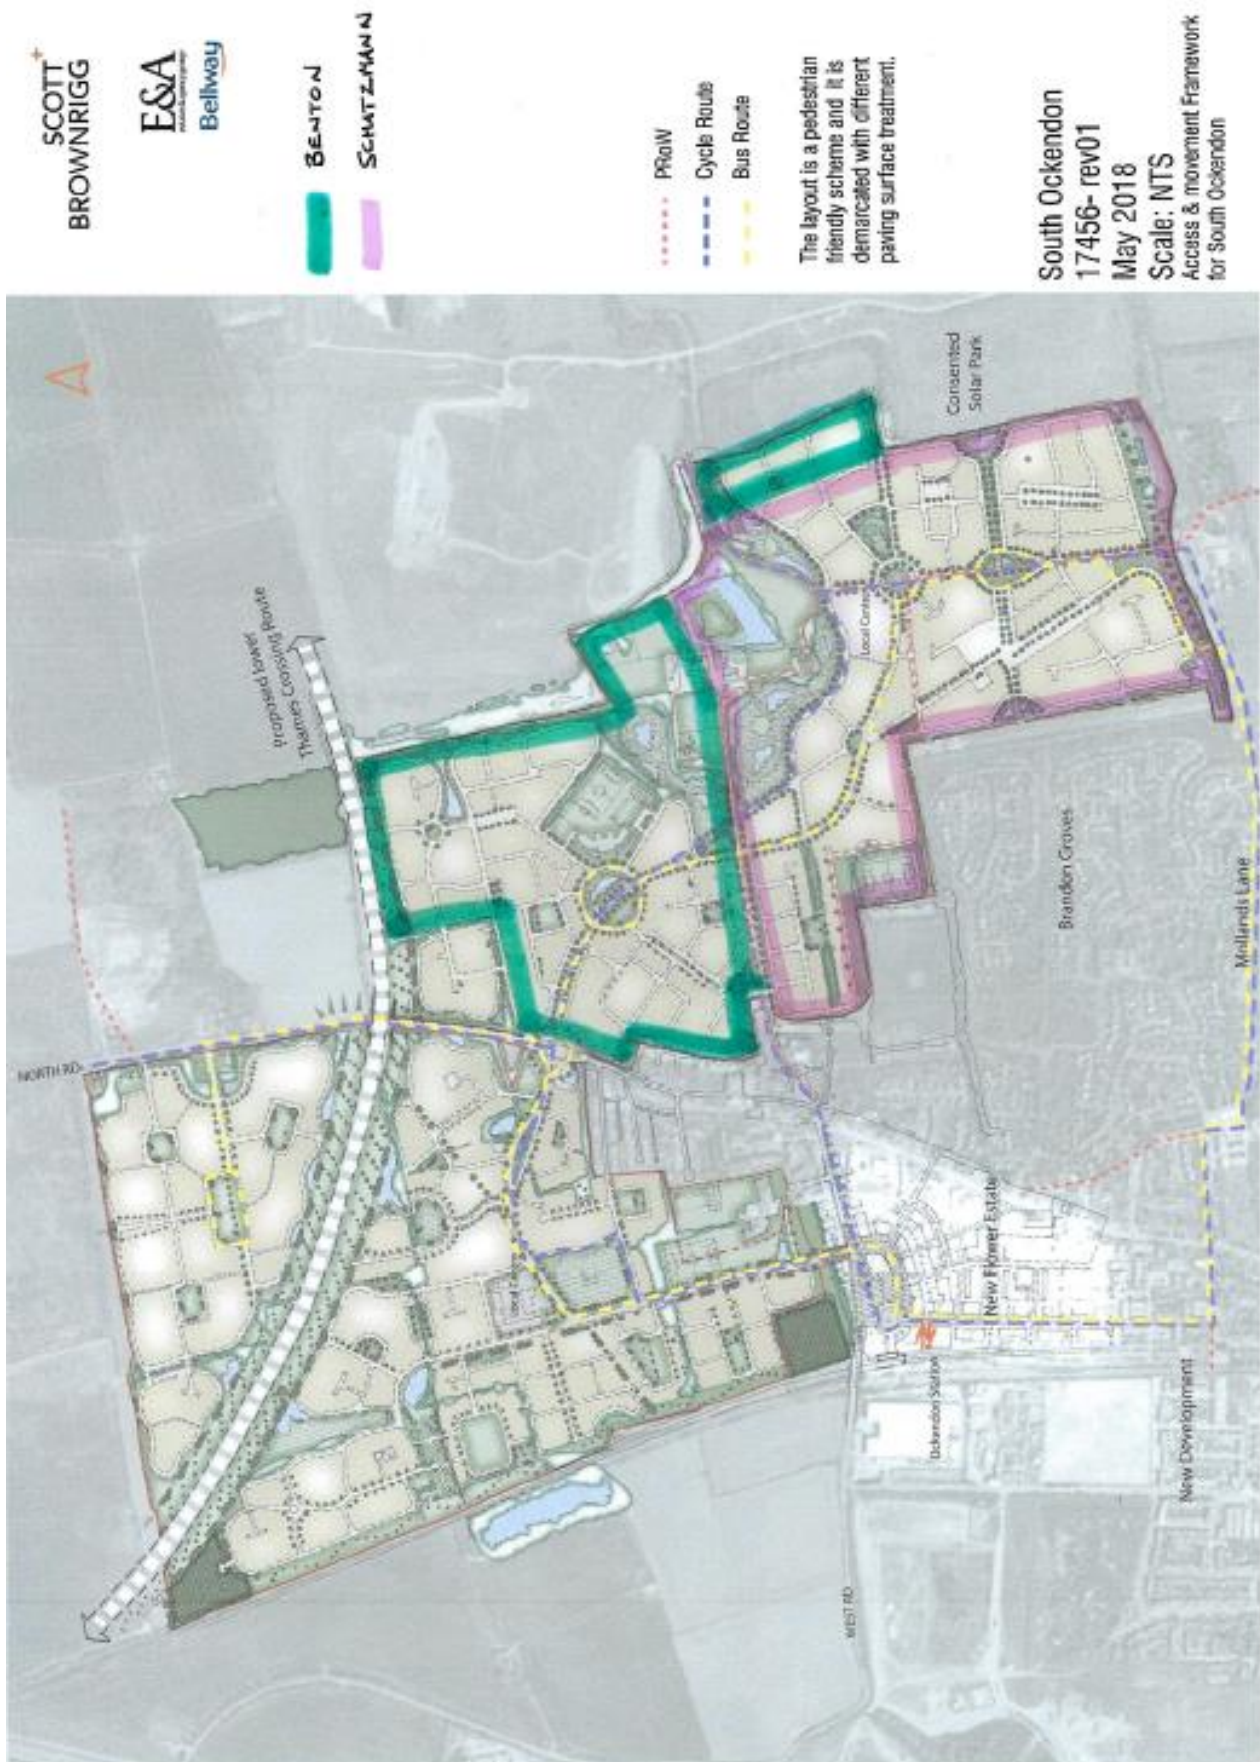 SCOTT
BROWNRIGG
E&A
Bellway
BENTON
SCHATZMANN
PRoW
Cycle Route
Bus Route
The layout is a pedestrian
friendly scheme and it is
demarcated with different
paving surface treatment.
South Ockendon
17456- rev01
May 2018
Scale: NTS
Access & movement Framework
for South Ockendon
Proposed lower
Thames Crossing Route
NORTH RD
Consented
Solar Park
Local Centre
Brandon Groves
Mollands Lane
New Flower Estate
Ockendon Station
New Development
WEST RD